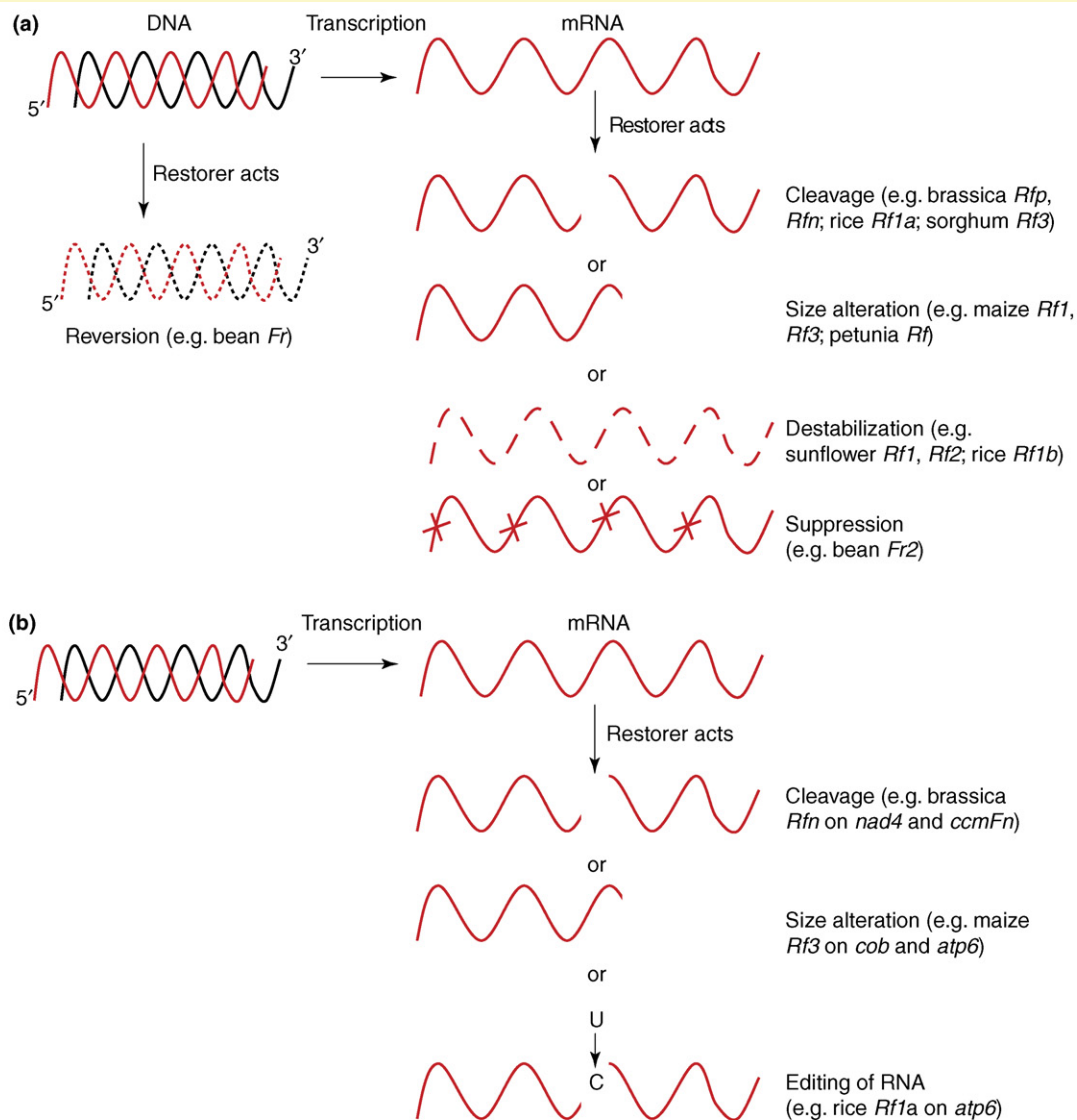 (a)
DNA
Transcription
mRNA
3′
5′
Restorer acts
Restorer acts
Cleavage (e.g. brassica Rfp,
Rfn; rice Rf1a; sorghum Rf3)
3′
5′
or
Reversion (e.g. bean Fr)
Size alteration (e.g. maize Rf1,
Rf3; petunia Rf)
or
Destabilization (e.g.
sunflower Rf1, Rf2; rice Rf1b)
or
Suppression
(e.g. bean Fr2)
(b)
Transcription
mRNA
3′
5′
Restorer acts
Cleavage (e.g. brassica
Rfn on nad4 and ccmFn)
or
Size alteration (e.g. maize
Rf3 on cob and atp6)
or
U
C
Editing of RNA
(e.g. rice Rf1a on atp6)